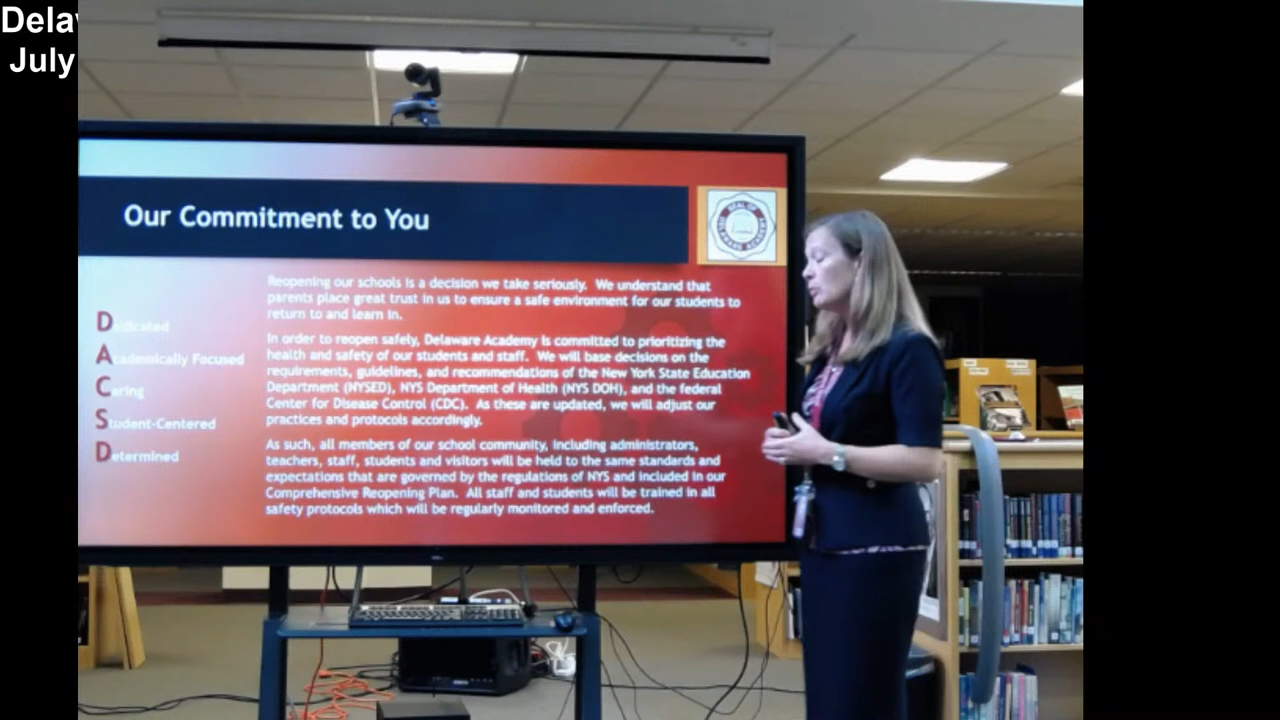 Delaw
July
Our Commitment to You
SEAL OF
DELAWARE ACADEMY
Reopening our schools is a decision we take seriously. We understand that
parents place great trust in us to ensure a safe environment for our students to
return to and learn in.
Dedicated
Academically Focused
Caring
Student-Centered
Determined
In order to reopen safely, Delaware Academy is committed to prioritizing the
health and safety of our students and staff. We will base decisions on the
requirements, guidelines, and recommendations of the New York State Education
Department (NYSED), NYS Department of Health (NYS DOH), and the federal
Center for Disease Control (CDC). As these are updated, we will adjust our
practices and protocols accordingly.
As such, all members of our school community, including administrators,
teachers, staff, students and visitors will be held to the same standards and
expectations that are governed by the regulations of NYS and included in our
Comprehensive Reopening Plan. All staff and students will be trained in all
safety protocols which will be regularly monitored and enforced.